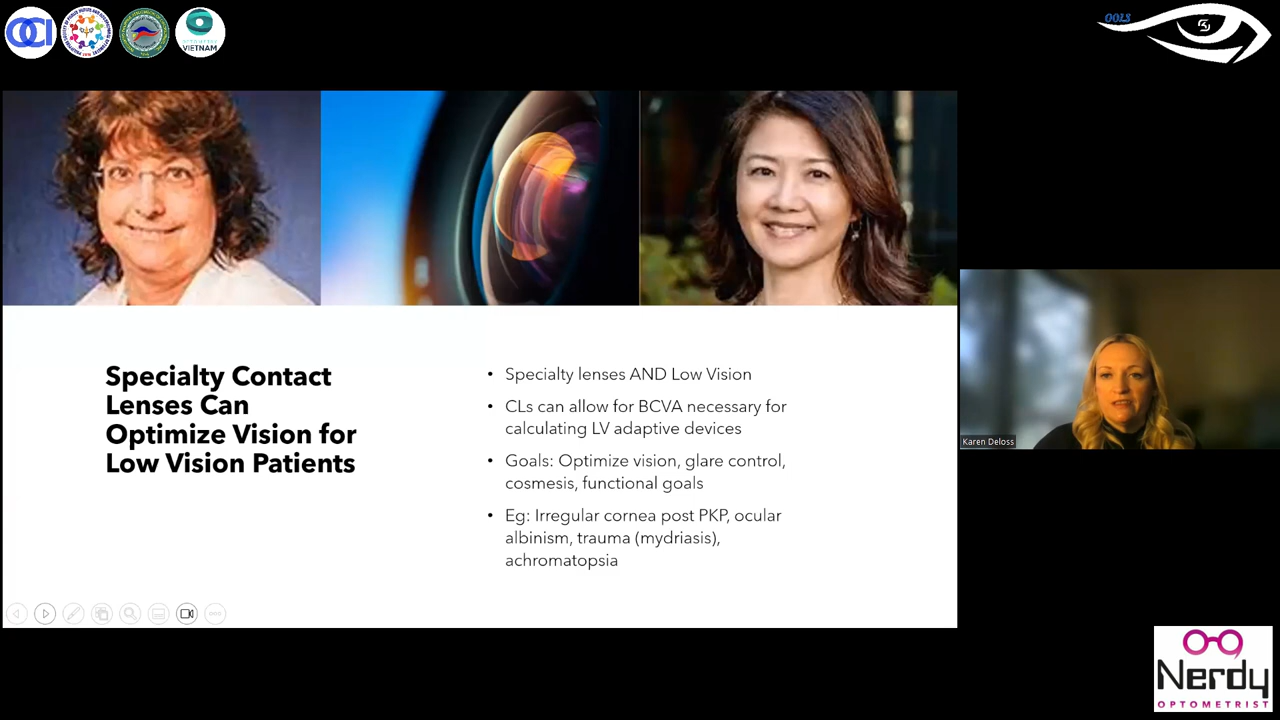 OCI
VIETNAM
OOLS
Specialty Contact
Lenses Can
Optimize Vision for
Low Vision Patients
• Specialty lenses AND Low Vision
• CLs can allow for BCVA necessary for
calculating LV adaptive devices
• Goals: Optimize vision, glare control,
cosmesis, functional goals
• Eg: Irregular cornea post PKP, ocular
albinism, trauma (mydriasis),
achromatopsia
Karen Deloss
Nerdy
OPTOMETRIST